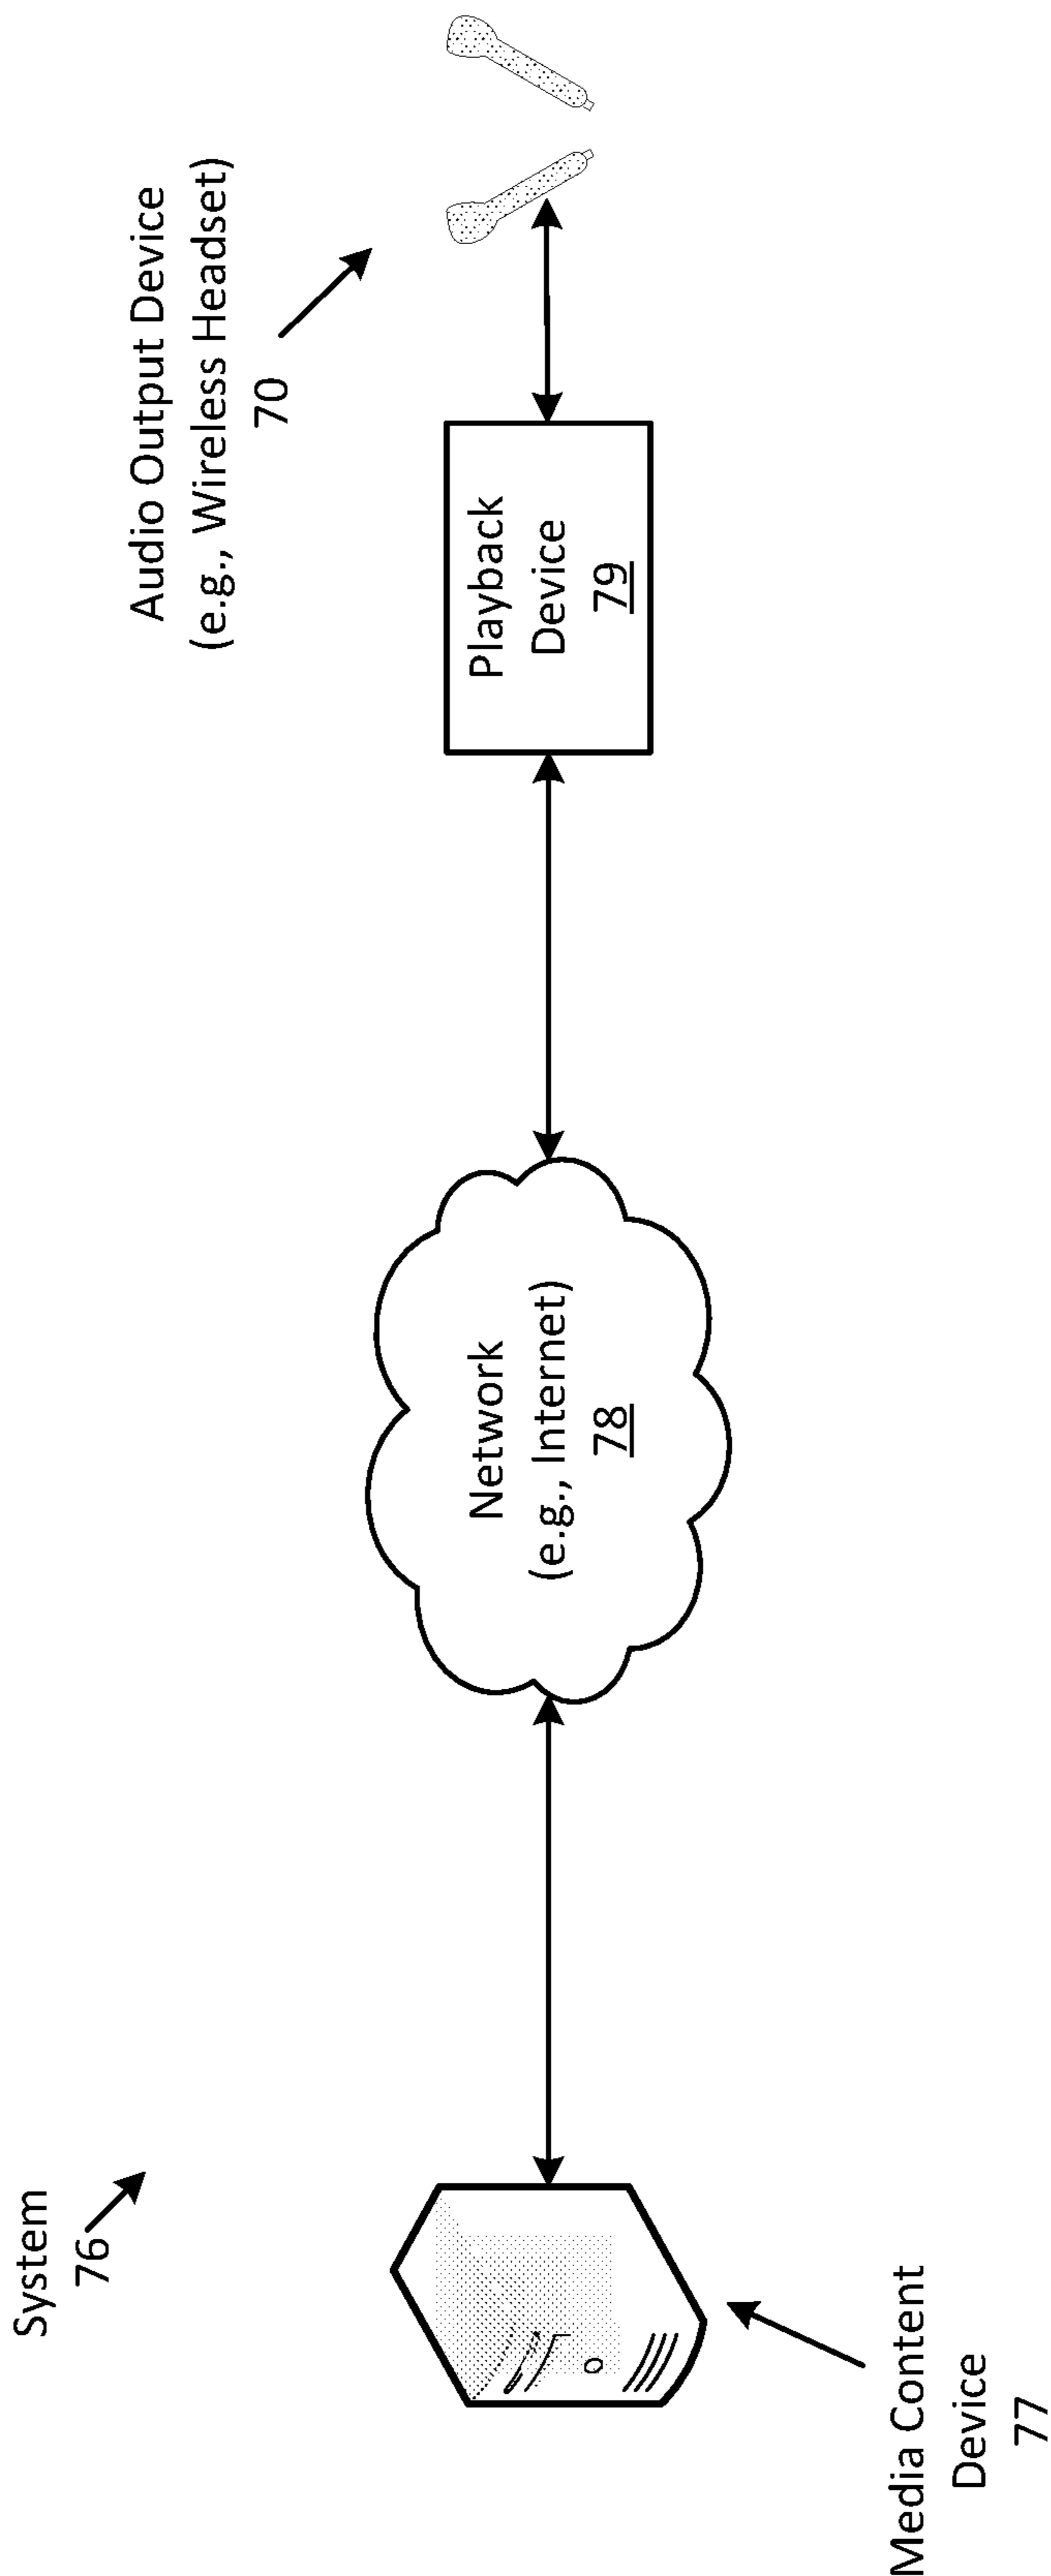 System
76
Media Content
Device
77
Network
(e.g., Internet)
78
Playback
Device
79
Audio Output Device
(e.g., Wireless Headset)
70